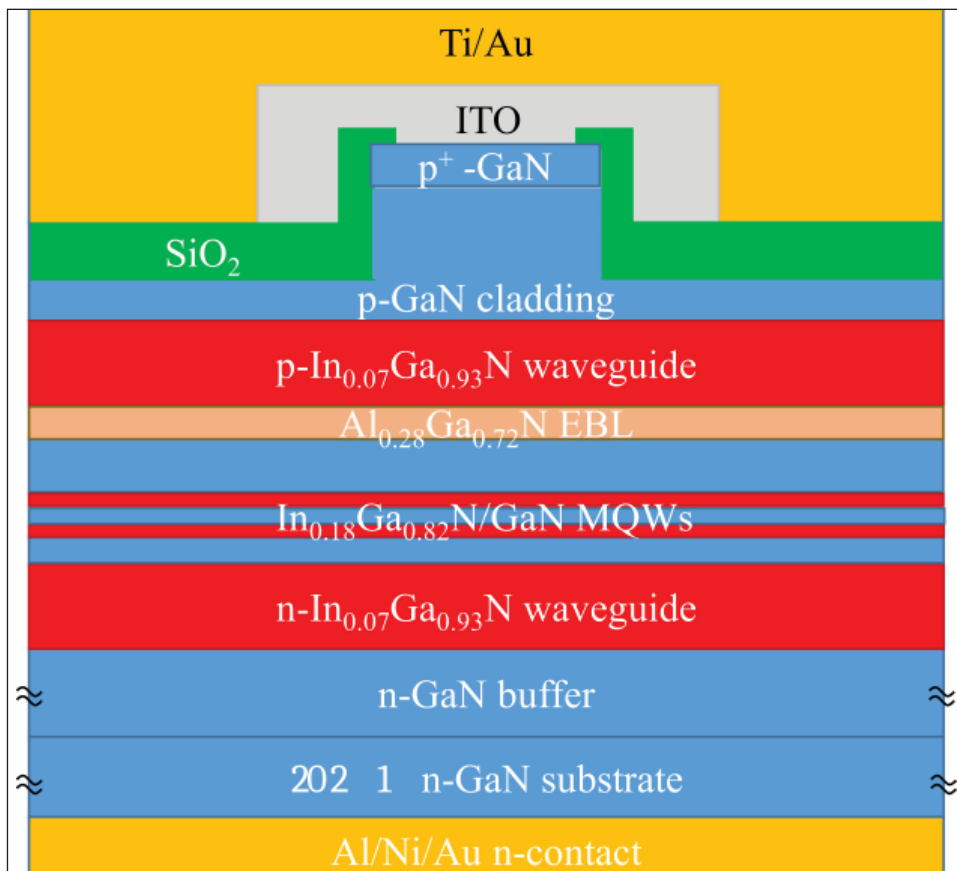 Ti/Au
ITO
p⁺ -GaN
SiO₂
p-GaN cladding
p-In₀.₀₇Ga₀.₉₃N waveguide
Al₀.₂₈Ga₀.₇₂N EBL
In₀.₁₈Ga₀.₈₂N/GaN MQWs
n-In₀.₀₇Ga₀.₉₃N waveguide
n-GaN buffer
202 1 n-GaN substrate
Al/Ni/Au n-contact